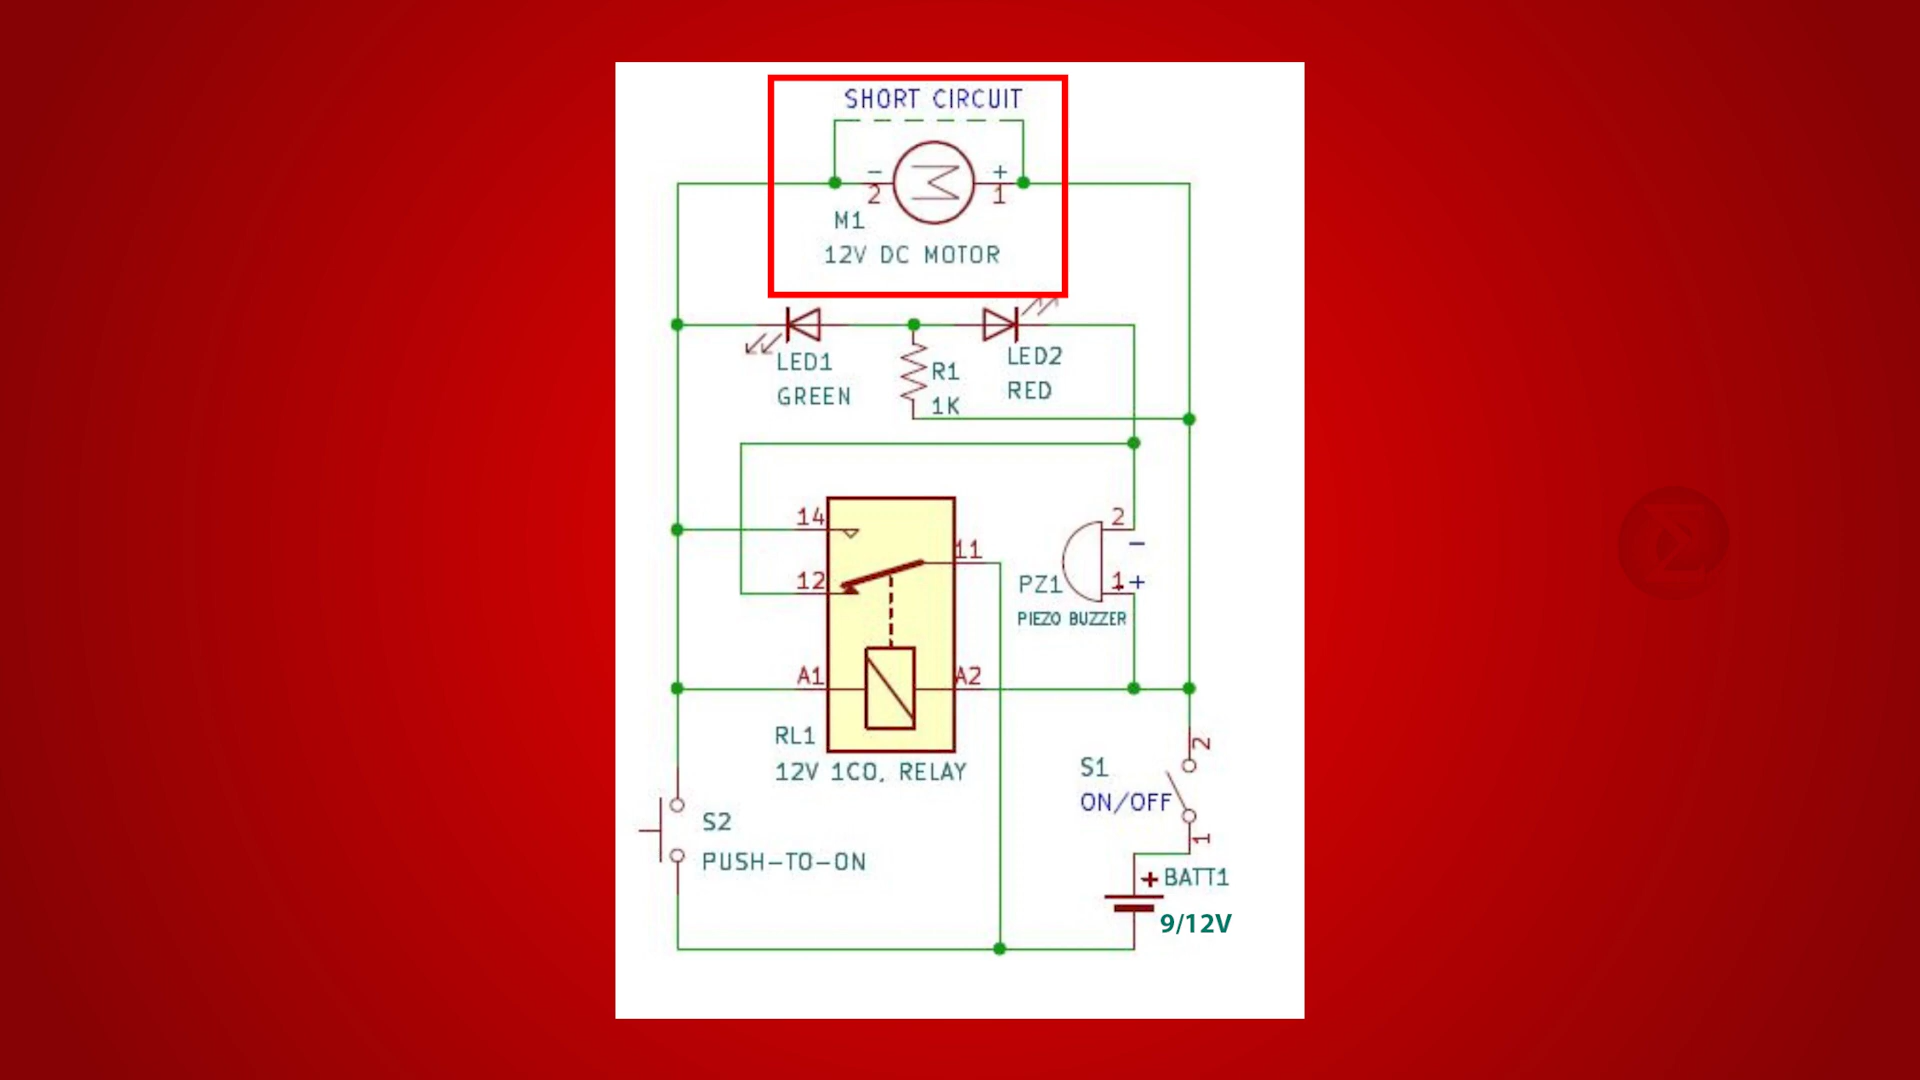 SHORT CIRCUIT
− +
2 1
M1
12V DC MOTOR
LED1
GREEN
R1
1K
LED2
RED
14
11
12
2
−
PZ1
1 +
PIEZO BUZZER
A1 A2
RL1
12V 1CO, RELAY
2
S1
ON/OFF
1
S2
PUSH-TO-ON
+ BATT1
9/12V